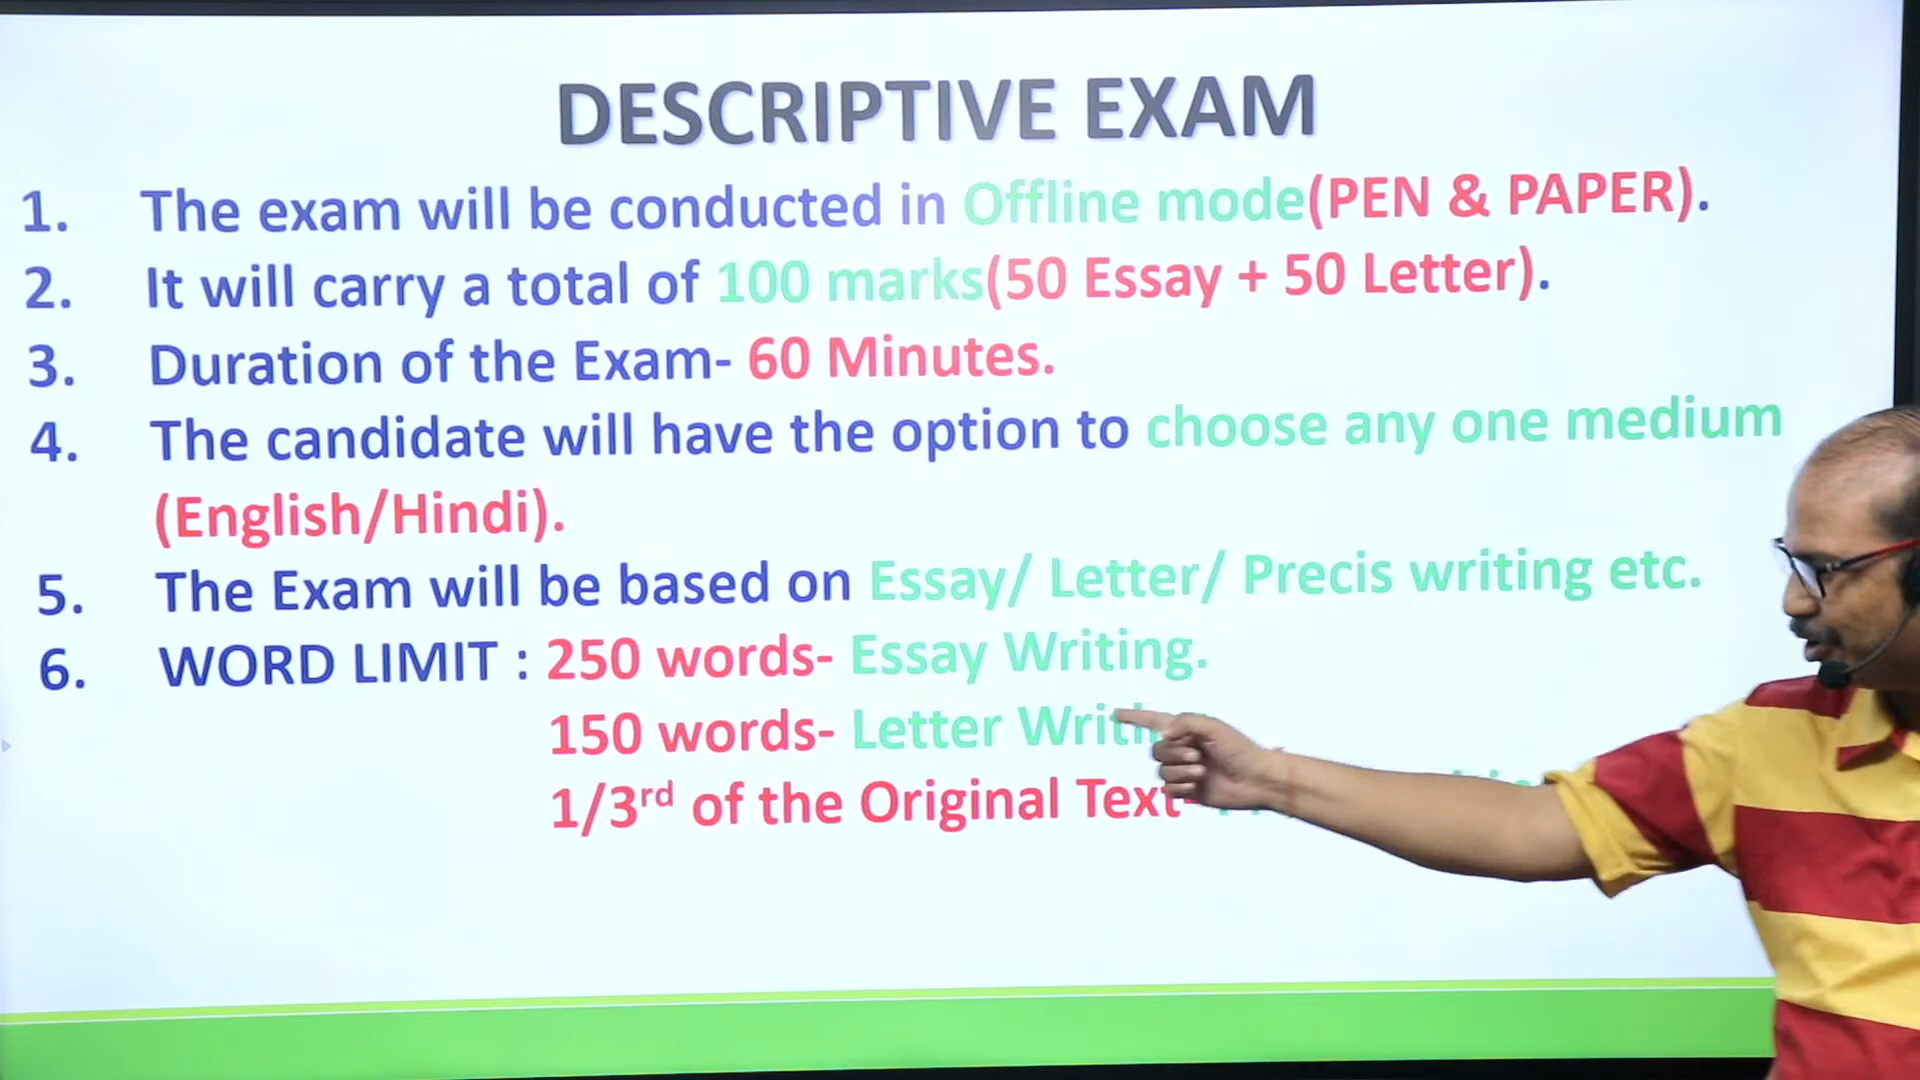 DESCRIPTIVE EXAM
1. The exam will be conducted in Offline mode(PEN & PAPER).
2. It will carry a total of 100 marks(50 Essay + 50 Letter).
3. Duration of the Exam- 60 Minutes.
4. The candidate will have the option to choose any one medium
(English/Hindi).
5. The Exam will be based on Essay/ Letter/ Precis writing etc.
6. WORD LIMIT : 250 words- Essay Writing.
150 words- Letter
1/3rd of the Original Text-